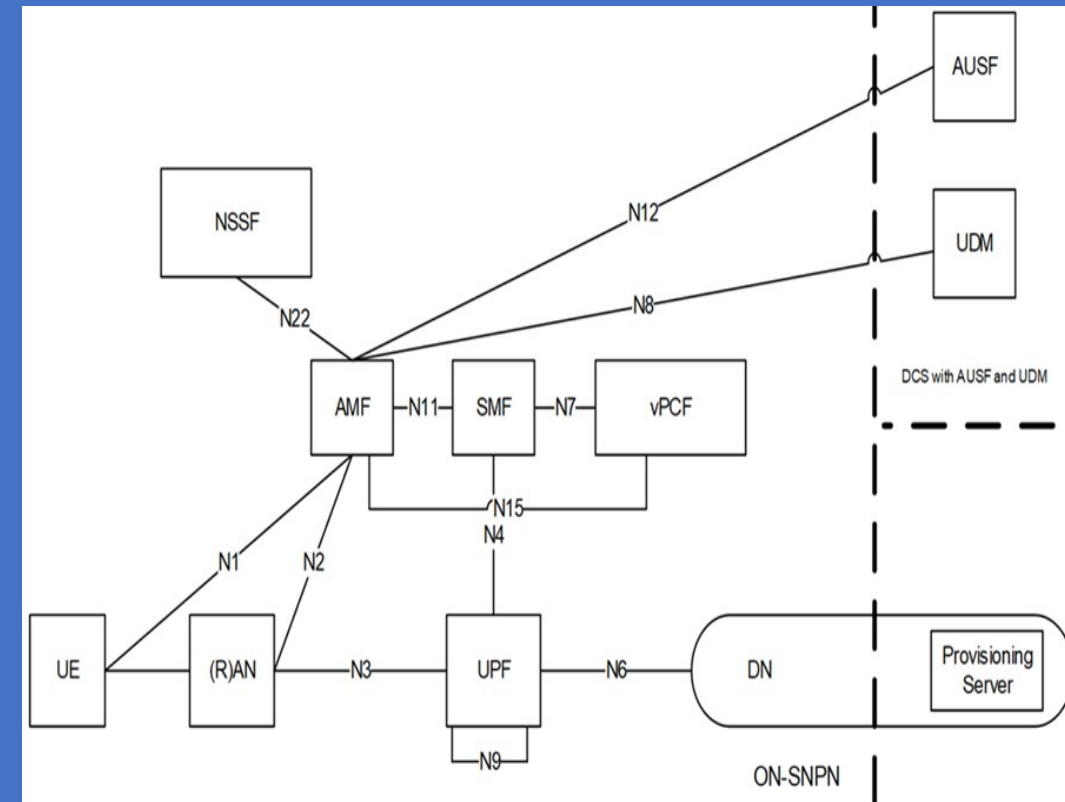 AUSF
N12
NSSF
UDM
N8
N22
DCS with AUSF and UDM
AMF
N11
SMF
N7
vPCF
N15
N4
N1
N2
UE
(R)AN
N3
UPF
N6
DN
Provisioning
Server
N9
ON-SNPN